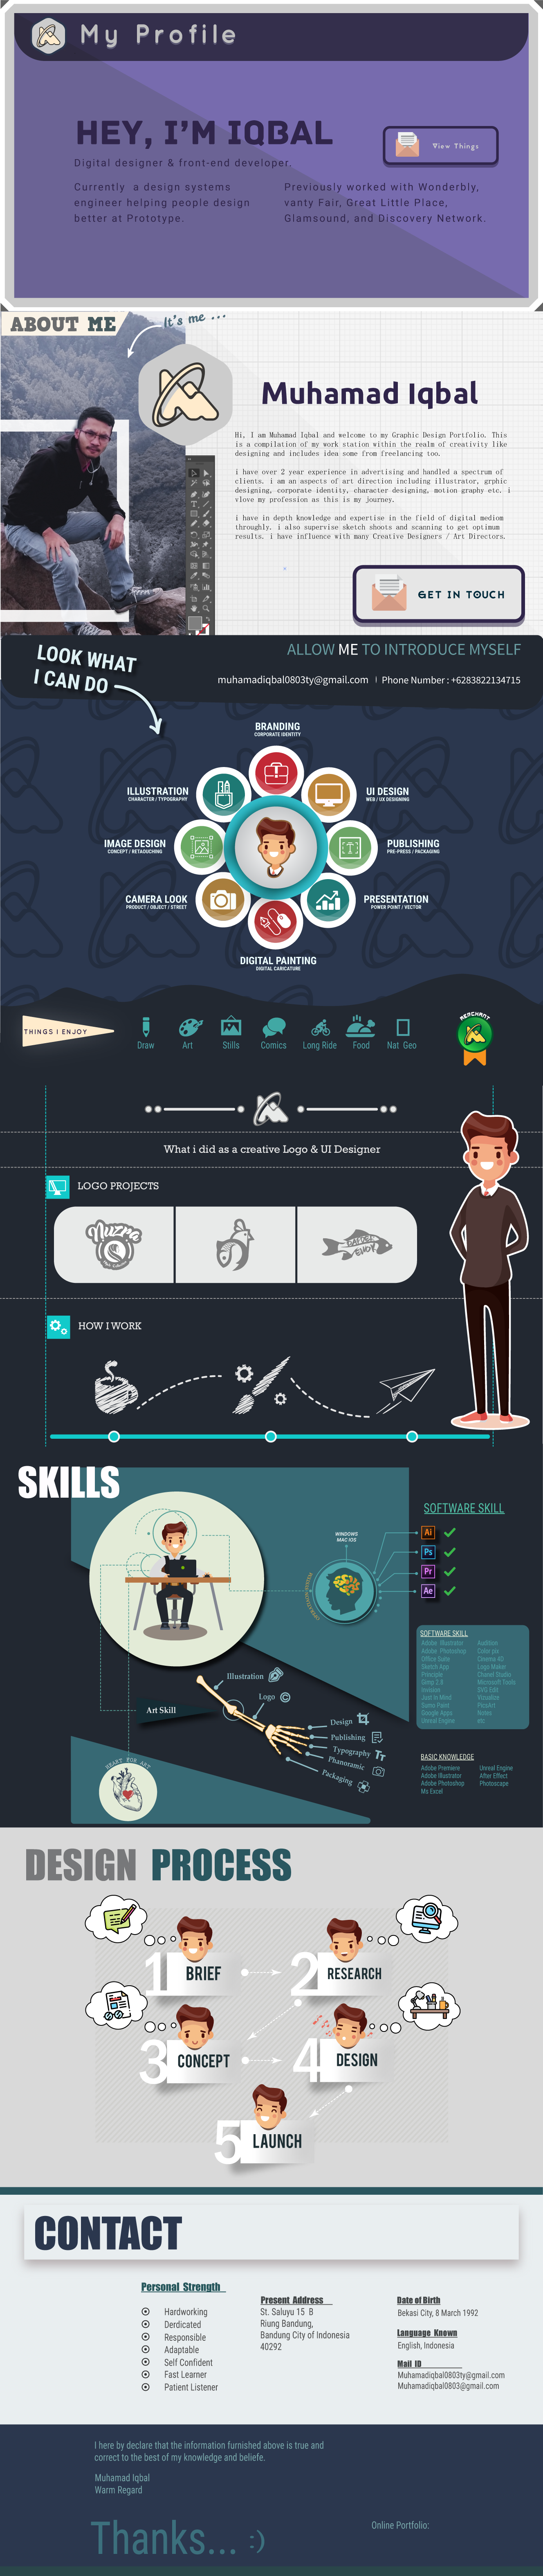 My Profile
HEY, I'M IQBAL
Digital designer & front-end developer.
View Things
Currently a design systems
engineer helping people design
better at Prototype.
Previously worked with Wonderbly,
vanty Fair, Great Little Place,
Glamsound, and Discovery Network.
ABOUT ME
It's me ...
Muhamad Iqbal
Hi, I am Muhamad Iqbal and welcome to my Graphic Design Portfolio. This
is a compilation of my work station within the realm of creativity like
designing and includes idea some from freelancing too.
i have over 2 year experience in advertising and handled a spectrum of
clients. i am an aspects of art direction including illustrator, grphic
designing, corporate identity, character designing, motion graphy etc. i
vlove my profession as this is my journey.
i have in depth knowledge and expertise in the field of digital mediom
throughly. i also supervise sketch shoots and scanning to get optimum
results. i have influence with many Creative Designers / Art Directors.
GET IN TOUCH
LOOK WHAT
I CAN DO
ALLOW ME TO INTRODUCE MYSELF
muhamadiqbal0803ty@gmail.com | Phone Number : +6283822134715
BRANDING
CORPORATE IDENTITY
ILLUSTRATION
CHARACTER / TYPOGRAPHY
UI DESIGN
WEB / UX DESIGNING
IMAGE DESIGN
CONCEPT / RETAOUCHING
PUBLISHING
PRE-PRESS / PACKAGING
CAMERA LOOK
PRODUCT / OBJECT / STREET
PRESENTATION
POWER POINT / VECTOR
DIGITAL PAINTING
DIGITAL CARICATURE
THINGS I ENJOY
Draw
Art
Stills
Comics
Long Ride
Food
Nat Geo
MERCHANT
What i did as a creative Logo & UI Designer
LOGO PROJECTS
HOW I WORK
SKILLS
SOFTWARE SKILL
WINDOWS
MAC IOS
Ai
Ps
Pr
Ae
SOFTWARE SKILL
Adobe Illustrator
Adobe Photoshop
Office Suite
Sketch App
Principle
Gimp 2.8
Invision
Just in Mind
Sumo Paint
Google Apps
Unreal Engine
Audition
Color pix
Cinema 4D
Logo Maker
Chanel Studio
Microsoft Tools
SVG Edit
Vizualize
PicsArt
Notes
etc
Illustration
Logo
Art Skill
Design
Publishing
Typography
Phanoramic
Packaging
HEART FOR ART
BASIC KNOWLEDGE
Adobe Premiere
Adobe Illustrator
Adobe Photoshop
Ms Excel
Unreal Engine
After Effect
Photoscape
DESIGN PROCESS
1 BRIEF
2 RESEARCH
3 CONCEPT
4 DESIGN
5 LAUNCH
CONTACT
Personal Strength
Hardworking
Derdicated
Responsible
Adaptable
Self Confident
Fast Learner
Patient Listener
Present Address
St. Saluyu 15 B
Riung Bandung,
Bandung City of Indonesia
40292
Date of Birth
Bekasi City, 8 March 1992
Language Known
English, Indonesia
Mail ID
Muhamadiqbal0803ty@gmail.com
Muhamadiqbal0803@gmail.com
I here by declare that the information furnished above is true and
correct to the best of my knowledge and beliefe.
Muhamad Iqbal
Warm Regard
Thanks... :)
Online Portfolio: